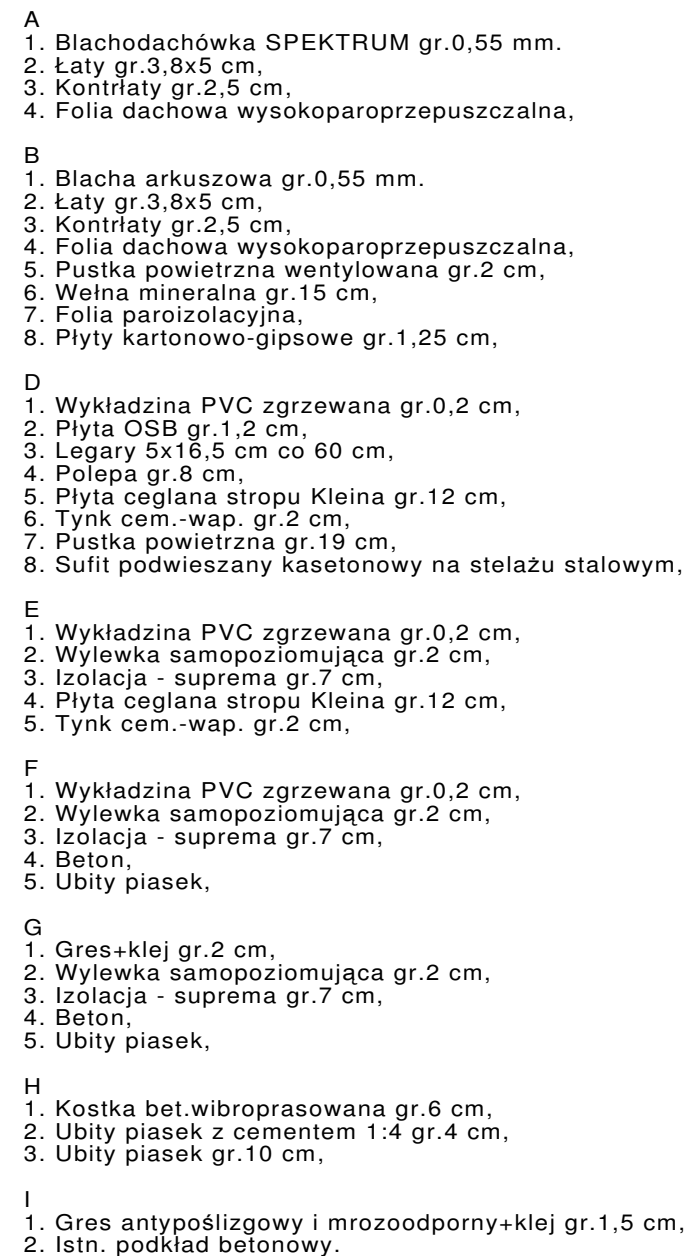 A
1. Blachodachówka SPEKTRUM gr.0,55 mm.
2. Łaty gr.3,8x5 cm,
3. Kontrłaty gr.2,5 cm,
4. Folia dachowa wysokoparoprzepuszczalna,
B
1. Blacha arkuszowa gr.0,55 mm.
2. Łaty gr.3,8x5 cm,
3. Kontrłaty gr.2,5 cm,
4. Folia dachowa wysokoparoprzepuszczalna,
5. Pustka powietrzna wentylowana gr.2 cm,
6. Wełna mineralna gr.15 cm,
7. Folia paroizolacyjna,
8. Płyty kartonowo-gipsowe gr.1,25 cm,
D
1. Wykładzina PVC zgrzewana gr.0,2 cm,
2. Płyta OSB gr.1,2 cm,
3. Legary 5x16,5 cm co 60 cm,
4. Polepa gr.8 cm,
5. Płyta ceglana stropu Kleina gr.12 cm,
6. Tynk cem.-wap. gr.2 cm,
7. Pustka powietrzna gr.19 cm,
8. Sufit podwieszany kasetonowy na stelażu stalowym,
E
1. Wykładzina PVC zgrzewana gr.0,2 cm,
2. Wylewka samopoziomująca gr.2 cm,
3. Izolacja - suprema gr.7 cm,
4. Płyta ceglana stropu Kleina gr.12 cm,
5. Tynk cem.-wap. gr.2 cm,
F
1. Wykładzina PVC zgrzewana gr.0,2 cm,
2. Wylewka samopoziomująca gr.2 cm,
3. Izolacja - suprema gr.7 cm,
4. Beton,
5. Ubity piasek,
G
1. Gres+klej gr.2 cm,
2. Wylewka samopoziomująca gr.2 cm,
3. Izolacja - suprema gr.7 cm,
4. Beton,
5. Ubity piasek,
H
1. Kostka bet.wibroprasowana gr.6 cm,
2. Ubity piasek z cementem 1:4 gr.4 cm,
3. Ubity piasek gr.10 cm,
I
1. Gres antypoślizgowy i mrozoodporny+klej gr.1,5 cm,
2. Istn. podkład betonowy.